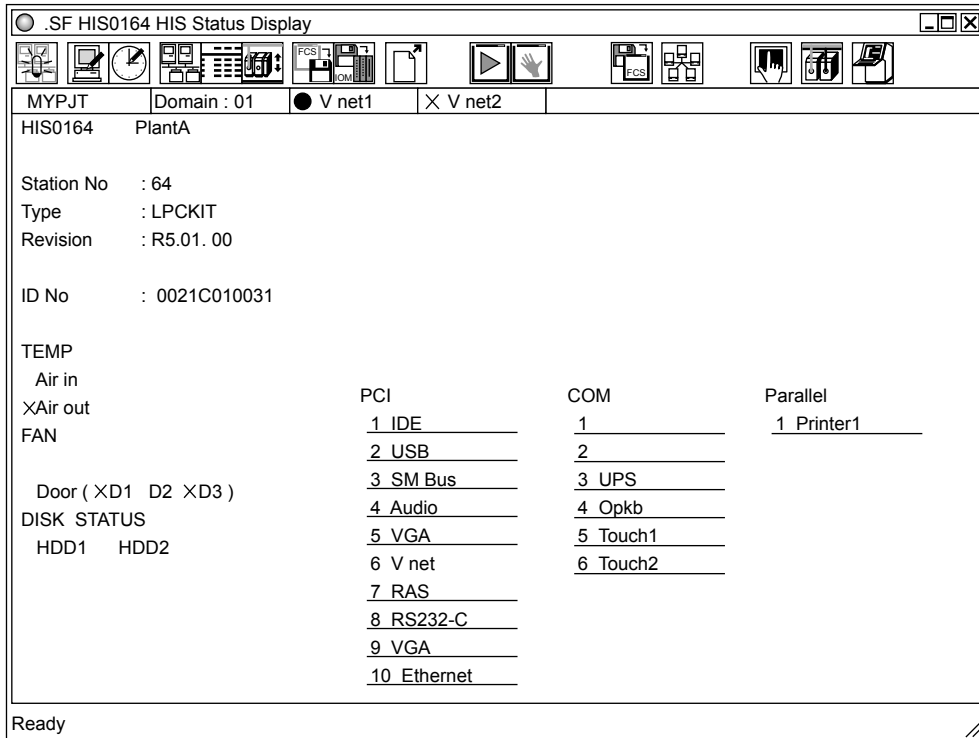 .SF HIS0164 HIS Status Display
FCS IOM FCS
MYPJT Domain : 01 ● V net1 × V net2
HIS0164 PlantA
Station No : 64
Type : LPCKIT
Revision : R5.01. 00
ID No : 0021C010031
TEMP
Air in
×Air out
FAN
Door ( ×D1 D2 ×D3 )
DISK STATUS
HDD1 HDD2
PCI
1 IDE
2 USB
3 SM Bus
4 Audio
5 VGA
6 V net
7 RAS
8 RS232-C
9 VGA
10 Ethernet
COM
1
2
3 UPS
4 Opkb
5 Touch1
6 Touch2
Parallel
1 Printer1
Ready